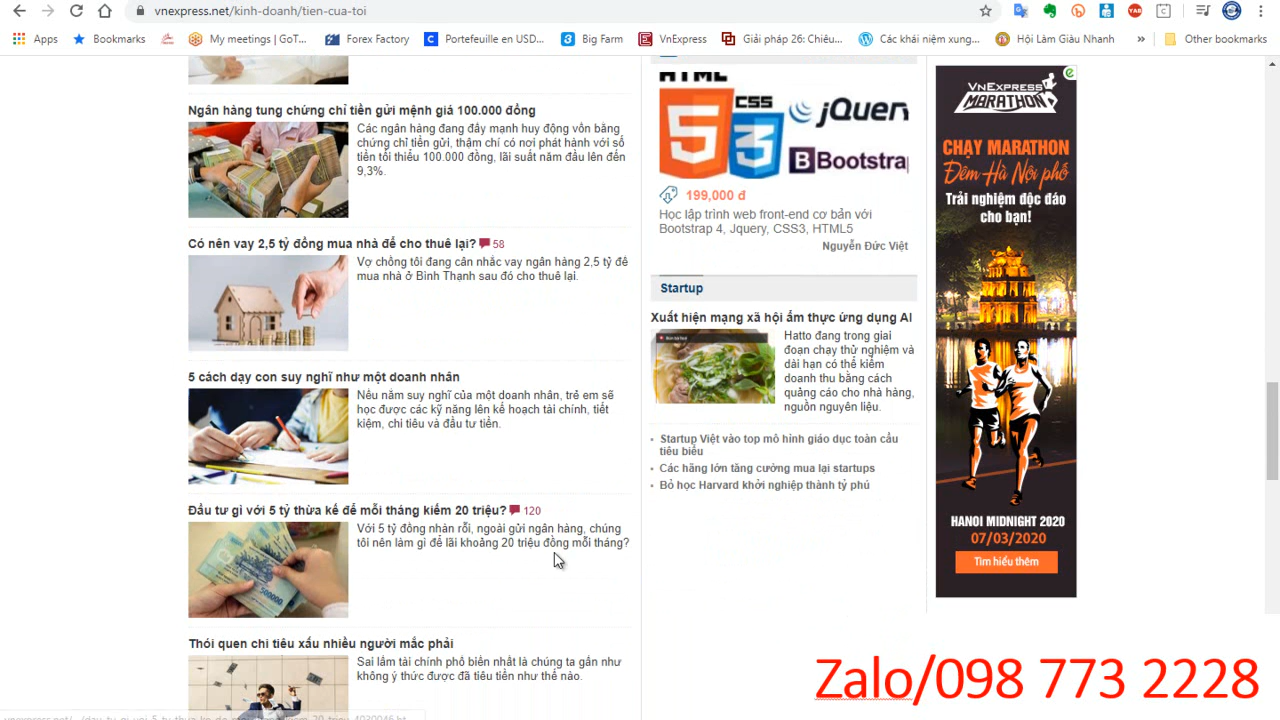 vnexpress.net/kinh-doanh/tien-cua-toi
Apps
Bookmarks
My meetings | GoT...
Forex Factory
Portefeuille en USD...
Big Farm
VnExpress
Giải pháp 26: Chiêu...
Các khái niệm xung...
Hội Làm Giàu Nhanh
»
Other bookmarks
Ngân hàng tung chứng chỉ tiền gửi mệnh giá 100.000 đồng
Các ngân hàng đang đẩy mạnh huy động vốn bằng
chứng chỉ tiền gửi, thậm chí có nơi phát hành với số
tiền tối thiểu 100.000 đồng, lãi suất năm đầu lên đến
9,3%.
Có nên vay 2,5 tỷ đồng mua nhà để cho thuê lại? 58
Vợ chồng tôi đang cân nhắc vay ngân hàng 2,5 tỷ để
mua nhà ở Bình Thạnh sau đó cho thuê lại.
5 cách dạy con suy nghĩ như một doanh nhân
Nếu nắm suy nghĩ của một doanh nhân, trẻ em sẽ
học được các kỹ năng lên kế hoạch tài chính, tiết
kiệm, chi tiêu và đầu tư tiền.
Đầu tư gì với 5 tỷ thừa kế để mỗi tháng kiếm 20 triệu? 120
Với 5 tỷ đồng nhàn rỗi, ngoài gửi ngân hàng, chúng
tôi nên làm gì để lãi khoảng 20 triệu đồng mỗi tháng?
Thói quen chi tiêu xấu nhiều người mắc phải
Sai lầm tài chính phổ biến nhất là chúng ta gần như
không ý thức được đã tiêu tiền như thế nào.
HTML
CSS
jQuer
Bootstra
199,000 đ
Học lập trình web front-end cơ bản với
Bootstrap 4, Jquery, CSS3, HTML5
Nguyễn Đức Việt
Startup
Xuất hiện mạng xã hội ẩm thực ứng dụng AI
Hatto đang trong giai
đoạn chạy thử nghiệm và
dài hạn có thể kiếm
doanh thu bằng cách
quảng cáo cho nhà hàng,
nguồn nguyên liệu.
Startup Việt vào top mô hình giáo dục toàn cầu
tiêu biểu
Các hãng lớn tăng cường mua lại startups
Bỏ học Harvard khởi nghiệp thành tỷ phú
VNEXPRESS
MARATHON
CHẠY MARATHON
Đêm Hà Nội phố
Trải nghiệm độc đáo
cho bạn!
HANOI MIDNIGHT 2020
07/03/2020
Tìm hiểu thêm
Zalo/098 773 2228